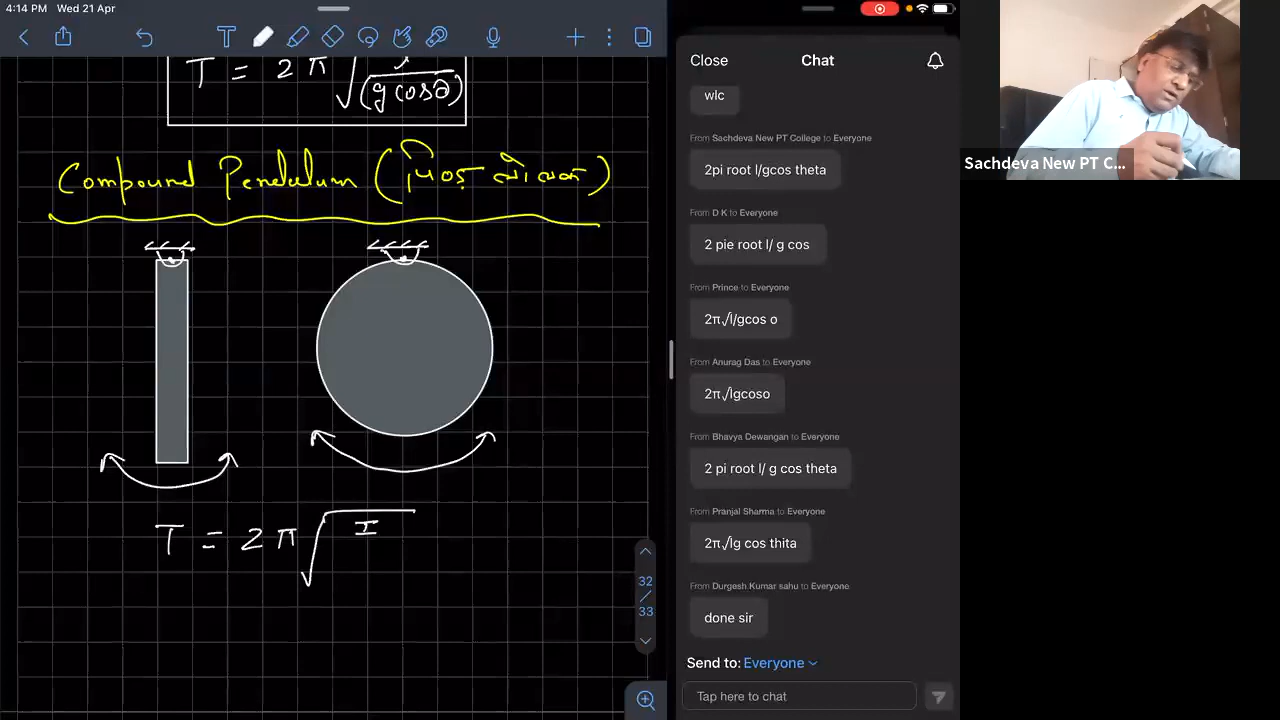 4:14 PM Wed 21 Apr
T = 2 π √ (g cosθ)
Compound Pendulum (पिण्ड लोलक)
T = 2 π √ I
32
33
Close
Chat
wlc
From Sachdeva New PT College to Everyone
2pi root l/gcos theta
From D K to Everyone
2 pie root l/ g cos
From Prince to Everyone
2π√l/gcos o
From Anurag Das to Everyone
2π√lgcoso
From Bhavya Dewangan to Everyone
2 pi root l/ g cos theta
From Pranjal Sharma to Everyone
2π√lg cos thita
From Durgesh Kumar sahu to Everyone
done sir
Send to: Everyone
Tap here to chat
Sachdeva New PT C...